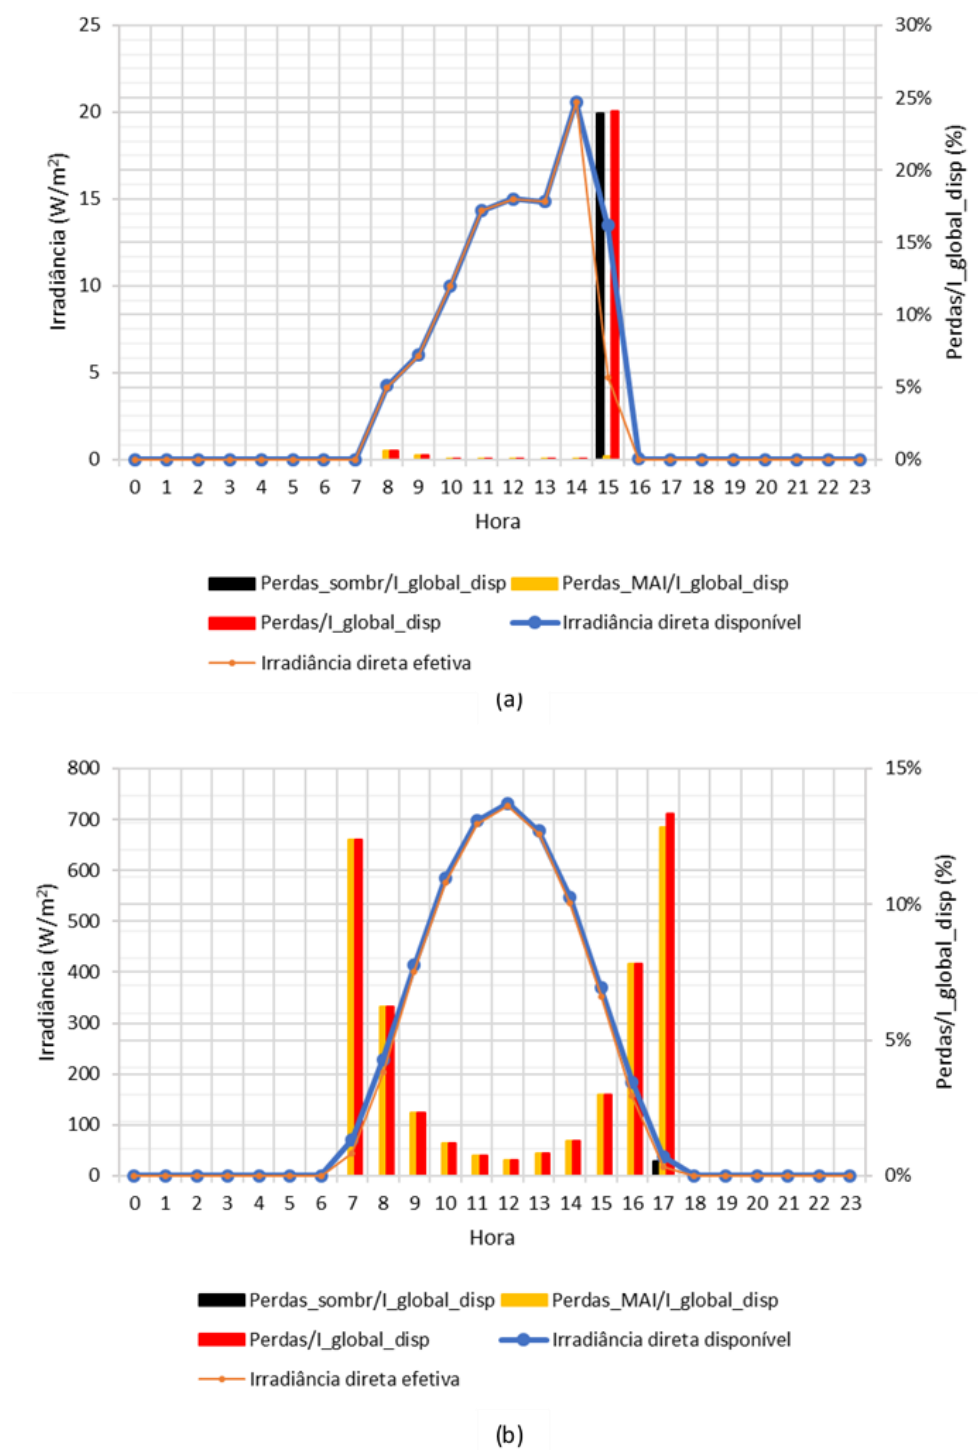 25
20
15
10
5
0
30%
25%
20%
15%
10%
5%
0%
Irradiância (W/m²)
Perdas/I_global_disp (%)
0 1 2 3 4 5 6 7 8 9 10 11 12 13 14 15 16 17 18 19 20 21 22 23
Hora
Perdas_sombr/I_global_disp Perdas_MAI/I_global_disp
Perdas/I_global_disp Irradiância direta disponível
Irradiância direta efetiva
(a)
800
700
600
500
400
300
200
100
0
15%
10%
5%
0%
Irradiância (W/m²)
Perdas/I_global_disp (%)
0 1 2 3 4 5 6 7 8 9 10 11 12 13 14 15 16 17 18 19 20 21 22 23
Hora
Perdas_sombr/I_global_disp Perdas_MAI/I_global_disp
Perdas/I_global_disp Irradiância direta disponível
Irradiância direta efetiva
(b)